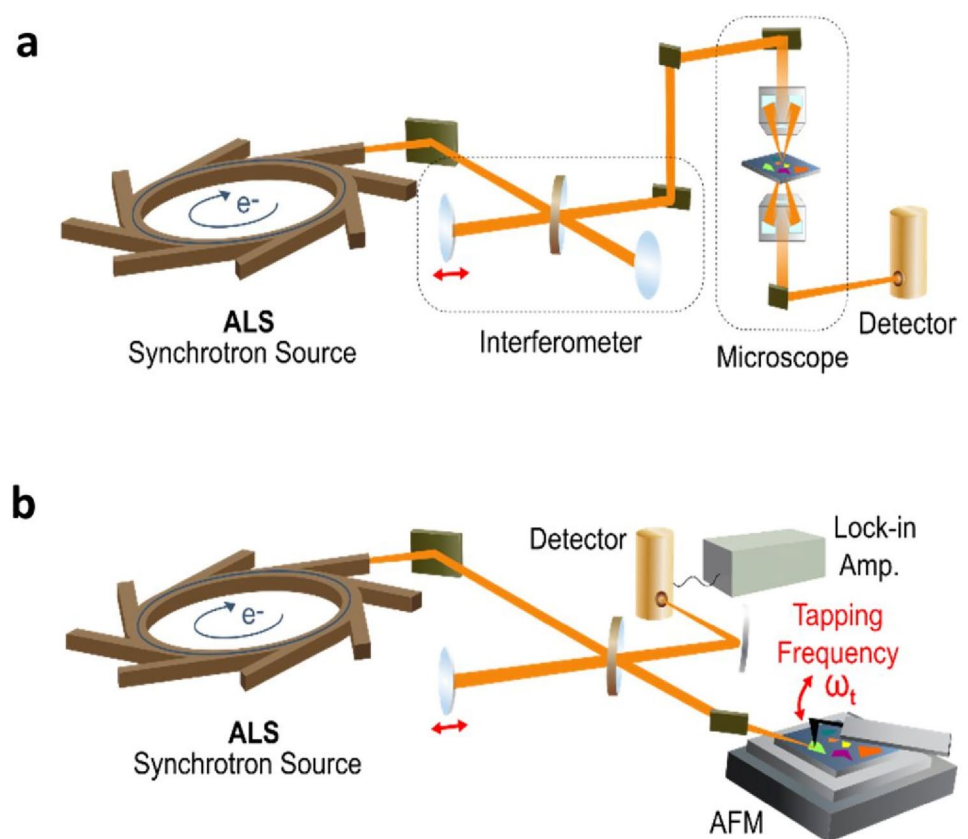 a
e-
ALS
Synchrotron Source
Interferometer
Microscope
Detector
b
Detector
Lock-in
Amp.
Tapping
Frequency
ωt
e-
ALS
Synchrotron Source
AFM